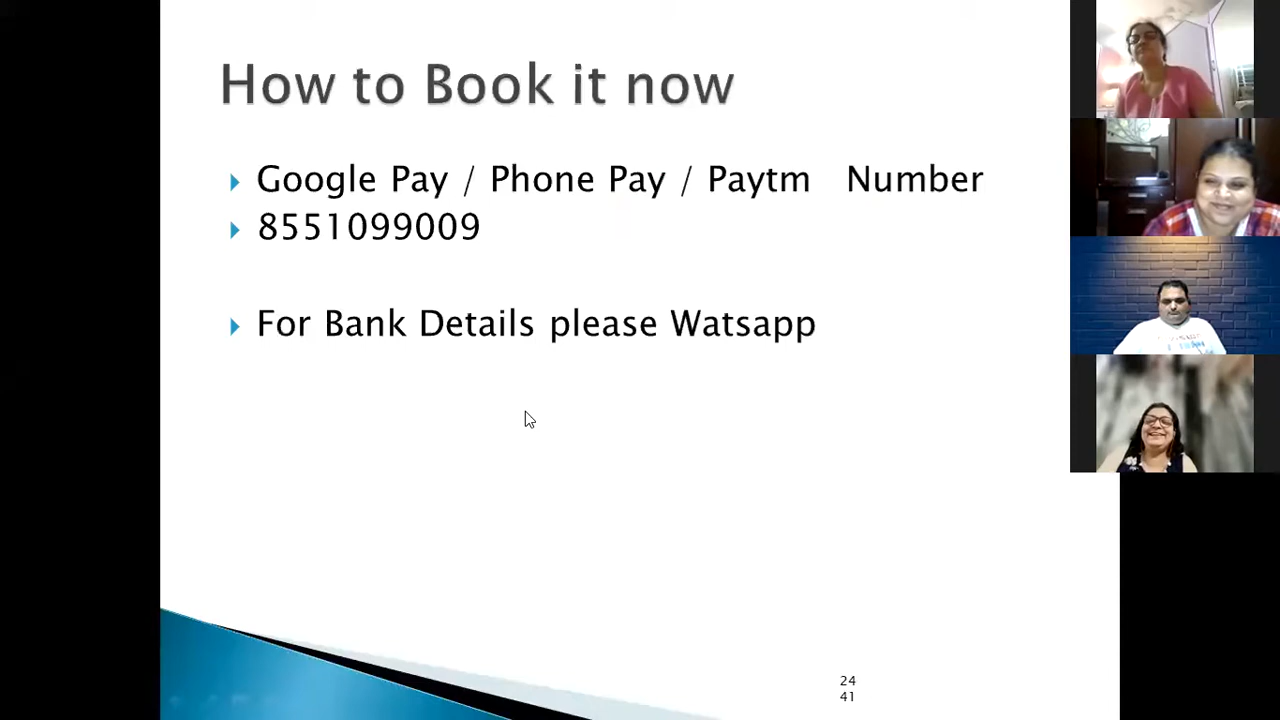 How to Book it now
Google Pay / Phone Pay / Paytm Number
8551099009
For Bank Details please Watsapp
24
41